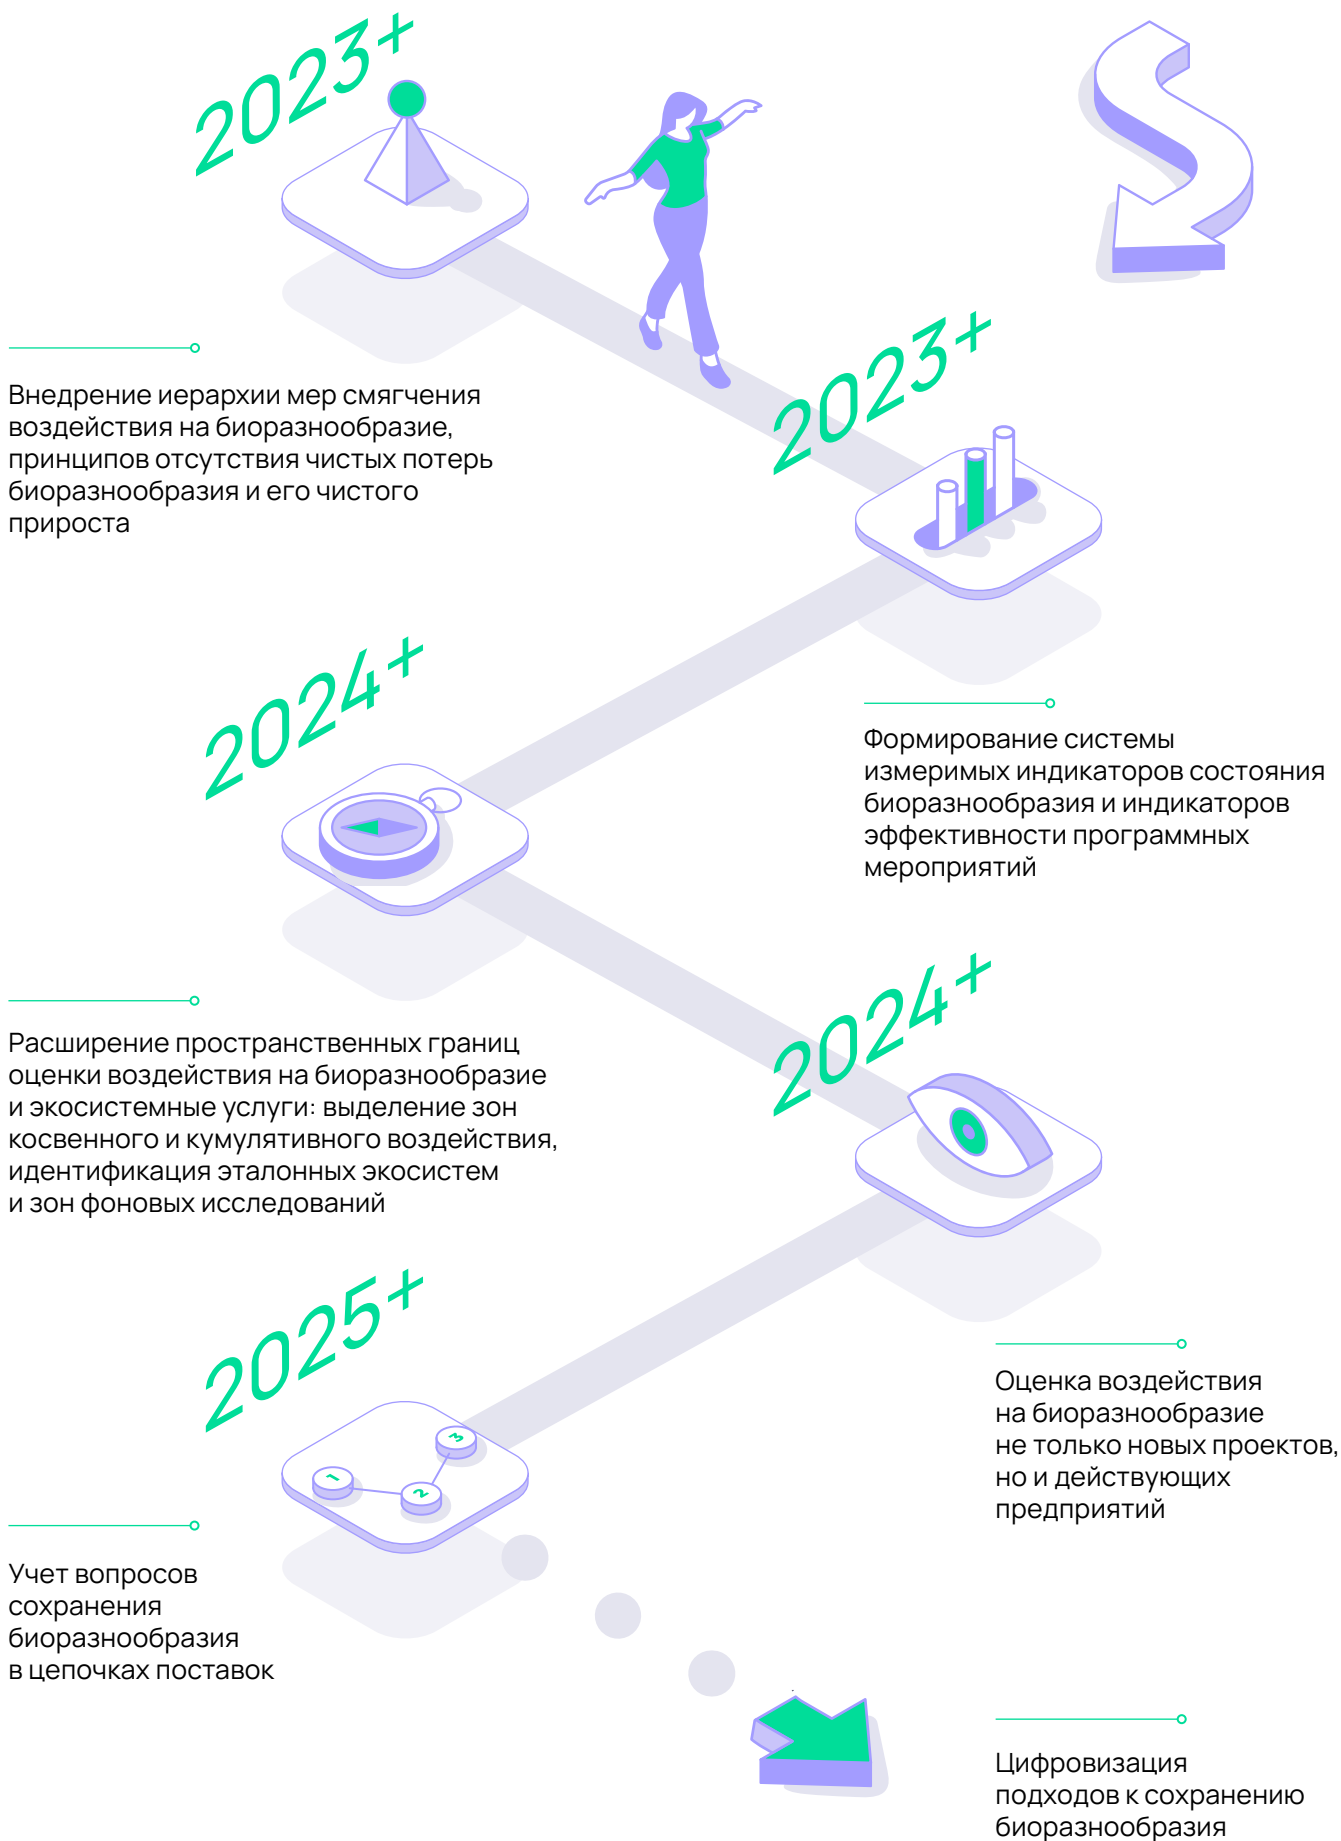 2023+
Внедрение иерархии мер смягчения
воздействия на биоразнообразие,
принципов отсутствия чистых потерь
биоразнообразия и его чистого
прироста
2023+
Формирование системы
измеримых индикаторов состояния
биоразнообразия и индикаторов
эффективности программных
мероприятий
2024+
Расширение пространственных границ
оценки воздействия на биоразнообразие
и экосистемные услуги: выделение зон
косвенного и кумулятивного воздействия,
идентификация эталонных экосистем
и зон фоновых исследований
2024+
Оценка воздействия
на биоразнообразие
не только новых проектов,
но и действующих
предприятий
2025+
1
2
3
Учет вопросов
сохранения
биоразнообразия
в цепочках поставок
Цифровизация
подходов к сохранению
биоразнообразия